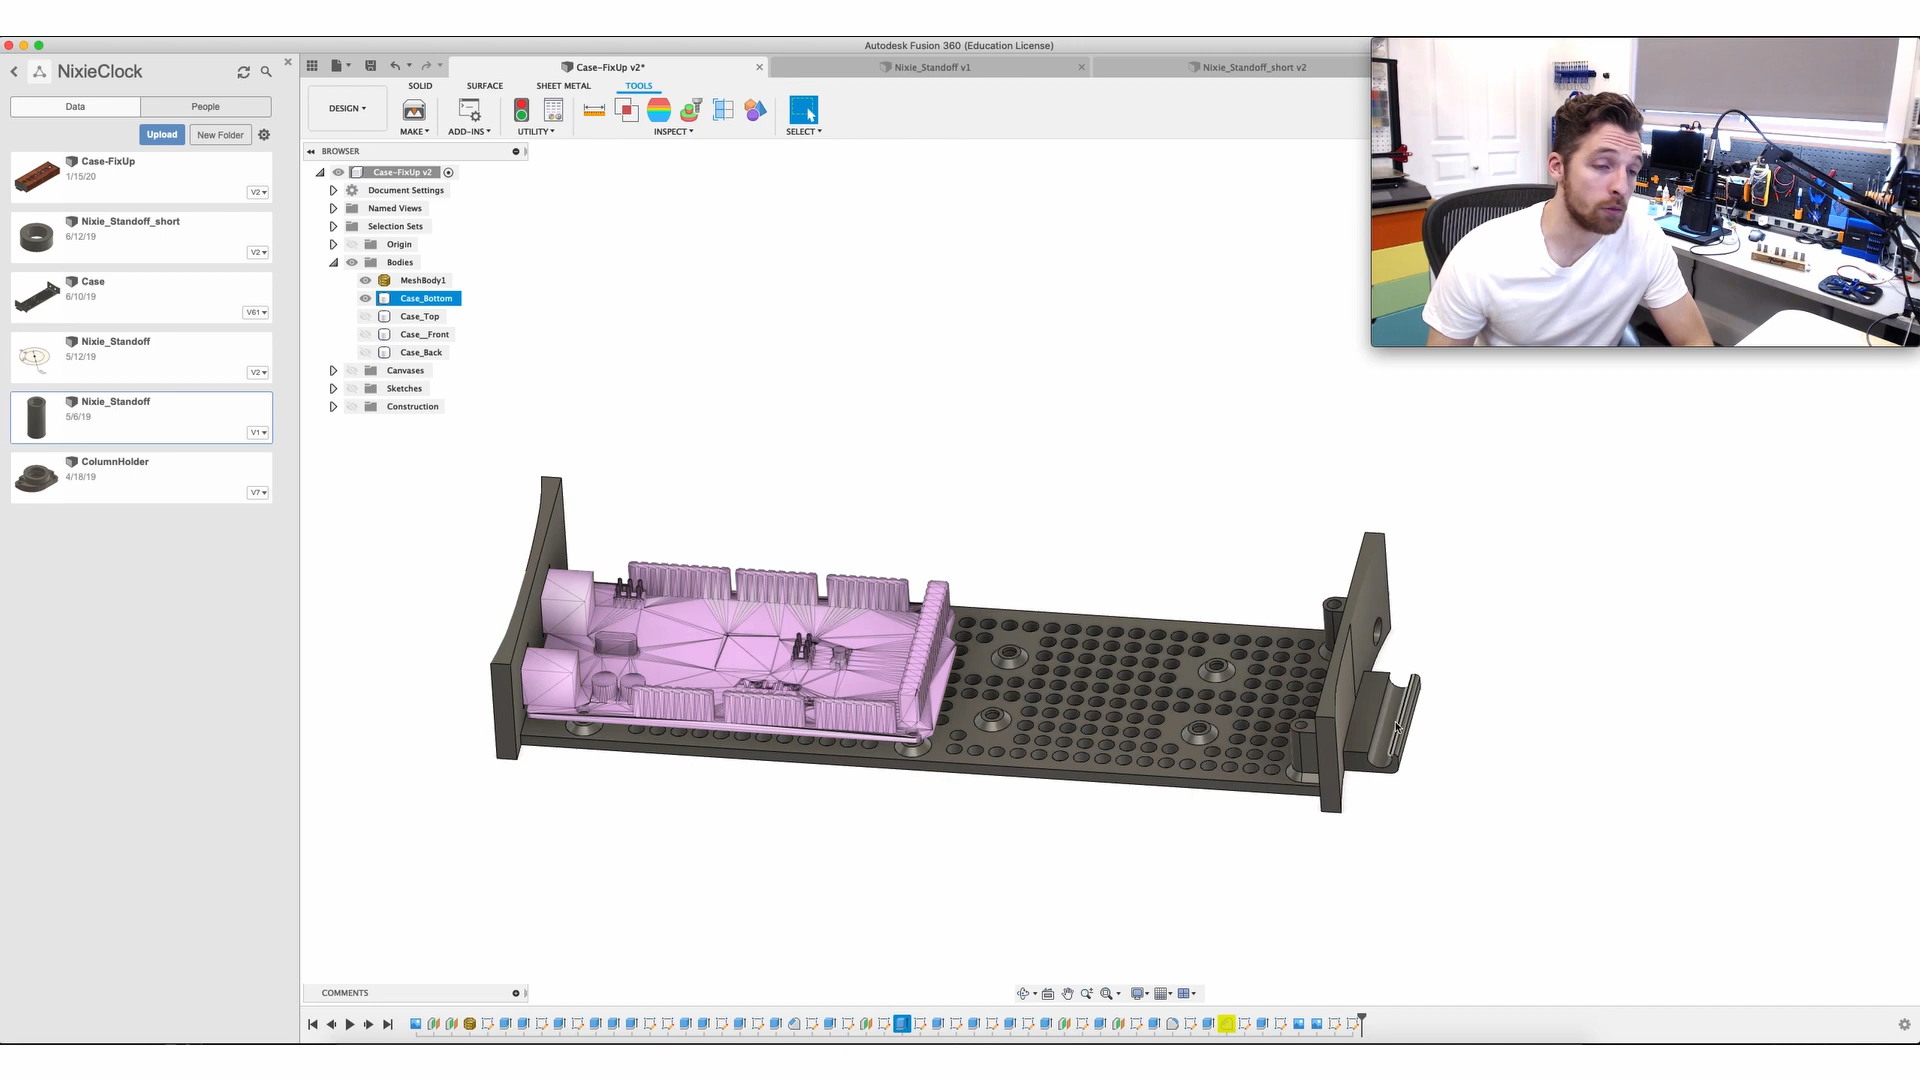 Autodesk Fusion 360 (Education License)
NixieClock
Case-FixUp v2*
Nixie_Standoff v1
Nixie_Standoff_short v2
SOLID
SURFACE
SHEET METAL
TOOLS
Data
People
DESIGN
MAKE
ADD-INS
UTILITY
INSPECT
SELECT
Upload
New Folder
BROWSER
Case-FixUp
1/15/20
V2
Nixie_Standoff_short
6/12/19
V2
Case
6/10/19
V61
Nixie_Standoff
5/12/19
V2
Nixie_Standoff
5/6/19
V1
ColumnHolder
4/18/19
V7
Case-FixUp v2
Document Settings
Named Views
Selection Sets
Origin
Bodies
MeshBody1
Case_Bottom
Case_Top
Case__Front
Case_Back
Canvases
Sketches
Construction
COMMENTS